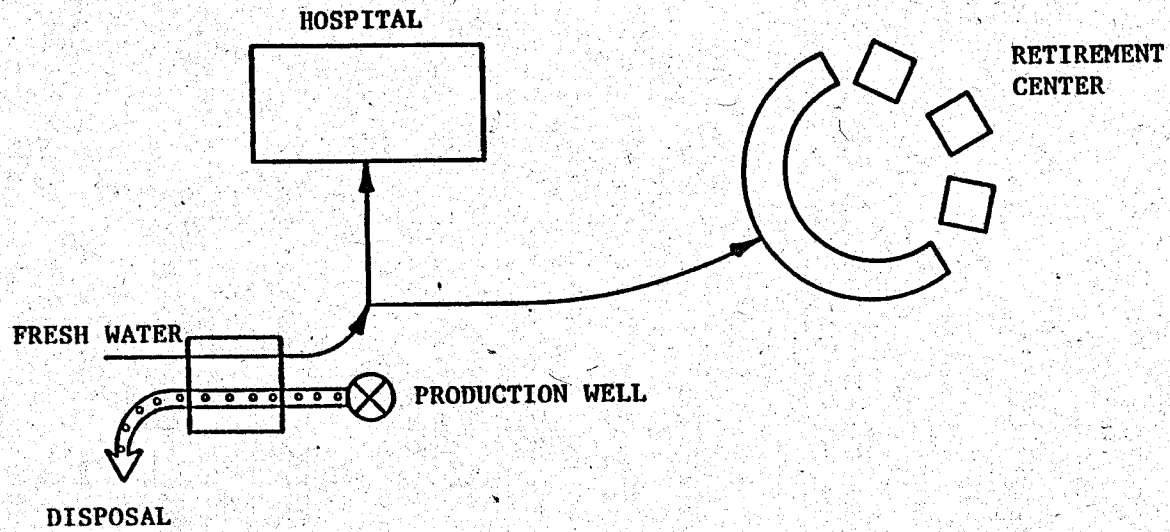 HOSPITAL
RETIREMENT
CENTER
FRESH WATER
PRODUCTION WELL
DISPOSAL